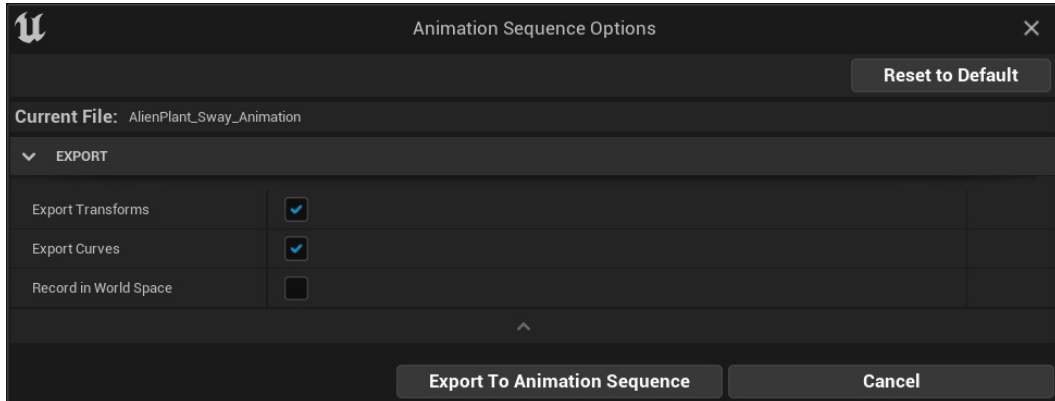 Animation Sequence Options
Reset to Default
Current File: AlienPlant_Sway_Animation
EXPORT
Export Transforms
Export Curves
Record in World Space
Export To Animation Sequence Cancel